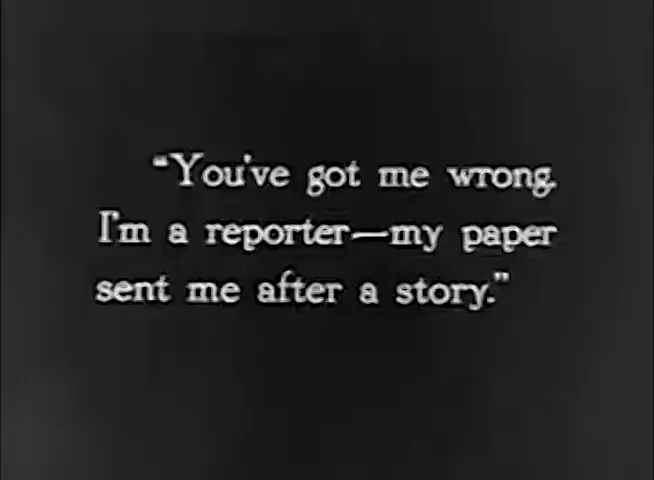 "You've got me wrong.
I'm a reporter—my paper
sent me after a story."